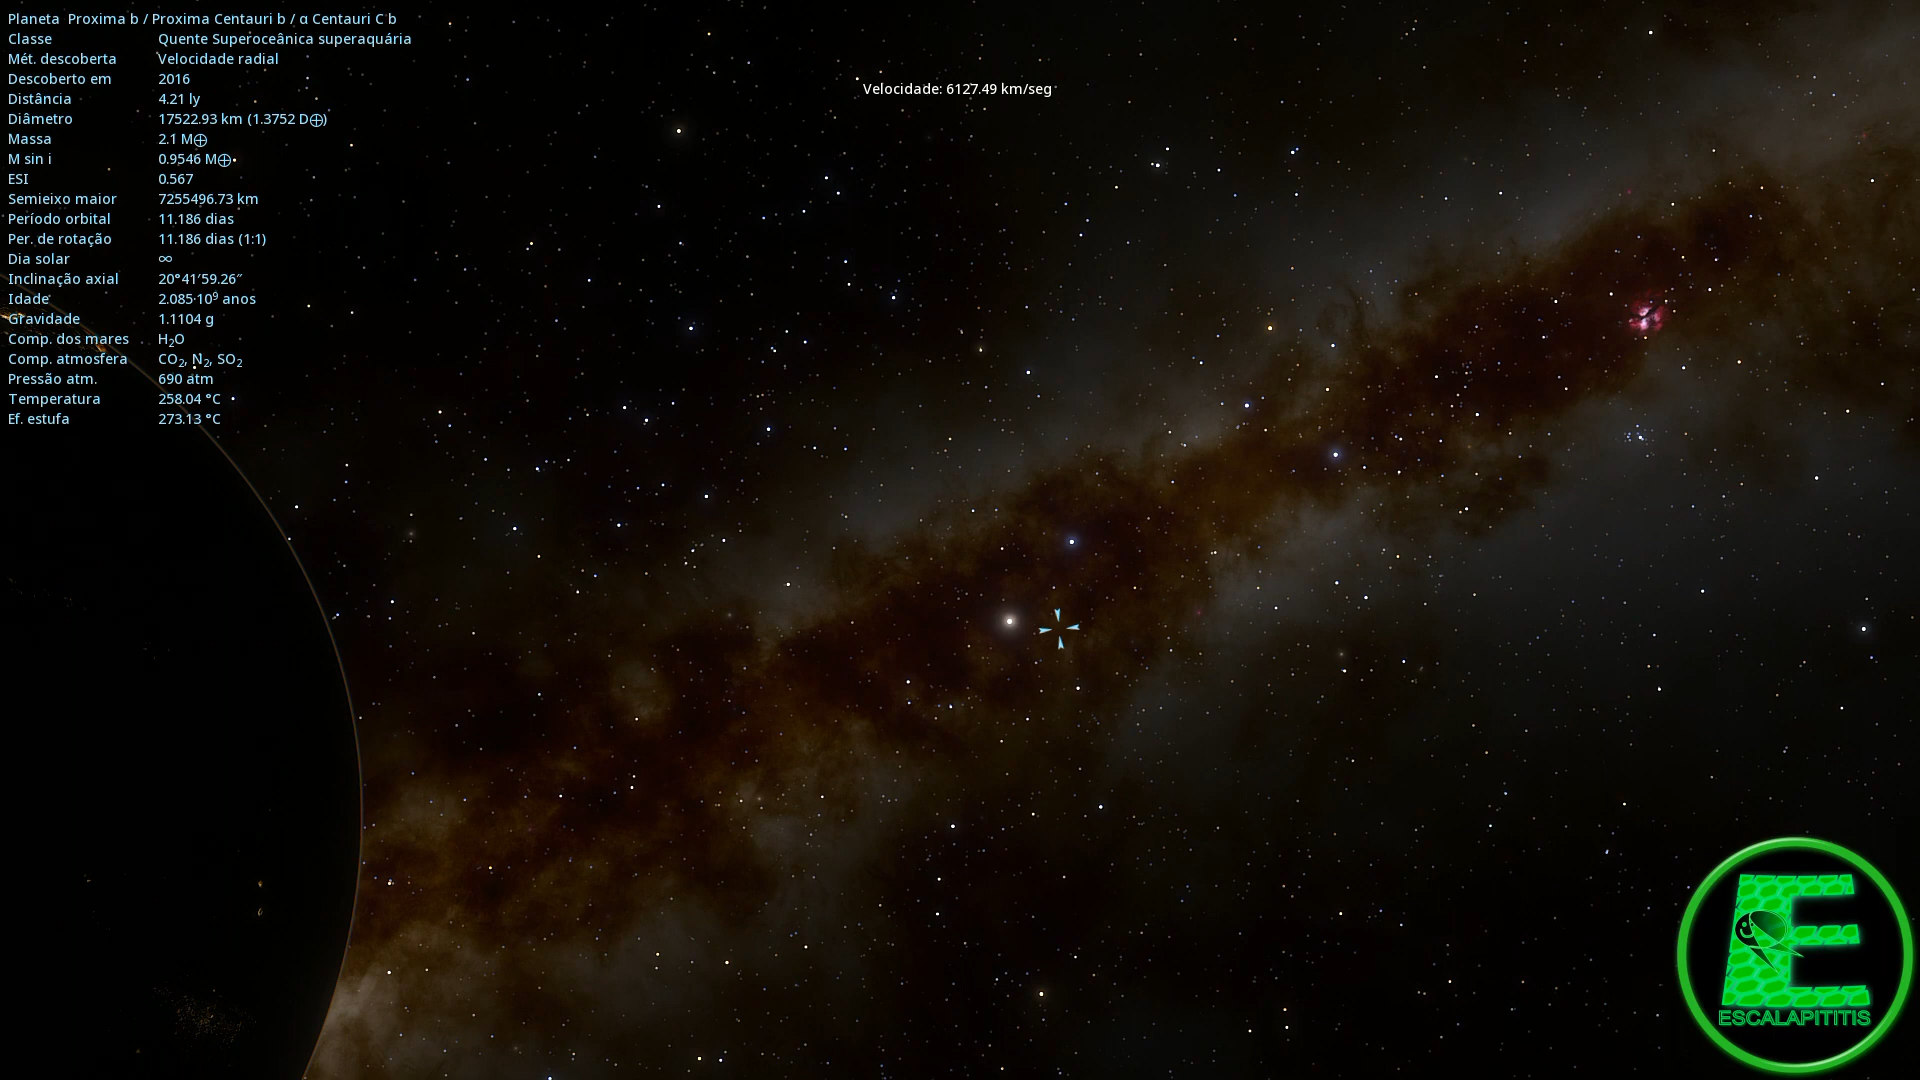 Planeta Proxima b / Proxima Centauri b / α Centauri C b
Classe Quente Superoceânica superaquária
Mét. descoberta Velocidade radial
Descoberto em 2016
Distância 4.21 ly
Diâmetro 17522.93 km (1.3752 D⊕)
Massa 2.1 M⊕
M sin i 0.9546 M⊕
ESI 0.567
Semieixo maior 7255496.73 km
Período orbital 11.186 dias
Per. de rotação 11.186 dias (1:1)
Dia solar ∞
Inclinação axial 20°41′59.26″
Idade 2.085·10⁹ anos
Gravidade 1.1104 g
Comp. dos mares H₂O
Comp. atmosfera CO₂, N₂, SO₂
Pressão atm. 690 atm
Temperatura 258.04 °C
Ef. estufa 273.13 °C
Velocidade: 6127.49 km/seg
E
ESCALAPITITIS